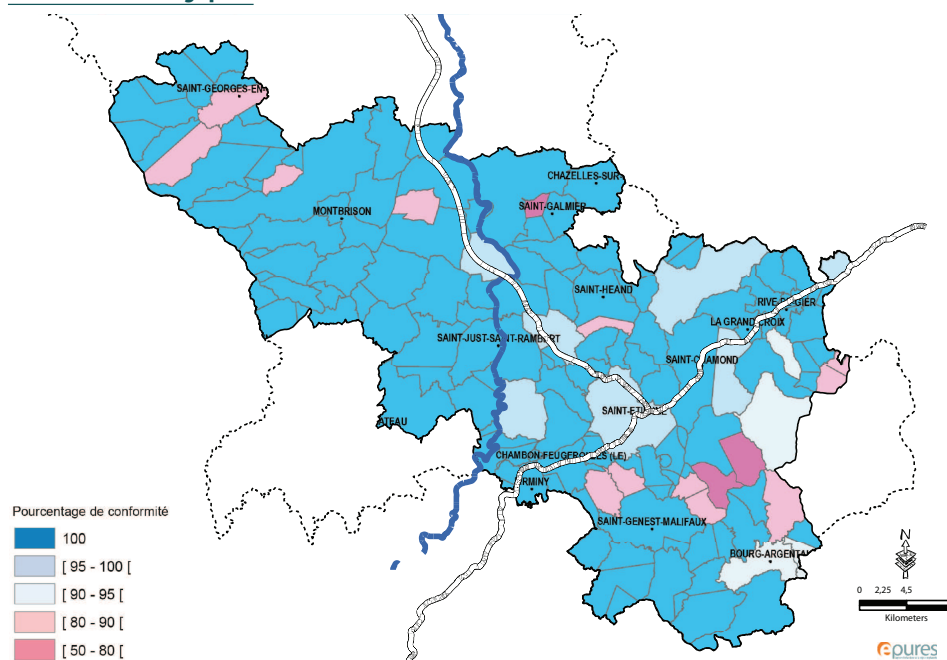 SAINT-GEORGES-EN-
CHAZELLES-SUR-
MONTBRISON
SAINT-GALMIER
SAINT-HEAND
RIVE-DE-GIER
LA GRAND CROIX
SAINT-JUST-SAINT-RAMBERT
SAINT-CHAMOND
SAINT-ETIENNE
ATEAU
CHAMBON-FEUGEROLLES (LE)
IRMINY
SAINT-GENEST-MALIFAUX
BOURG-ARGENTAL
Pourcentage de conformité
100
[ 95 - 100 [
[ 90 - 95 [
[ 80 - 90 [
[ 50 - 80 [
N
0 2,25 4,5
Kilometers
epures